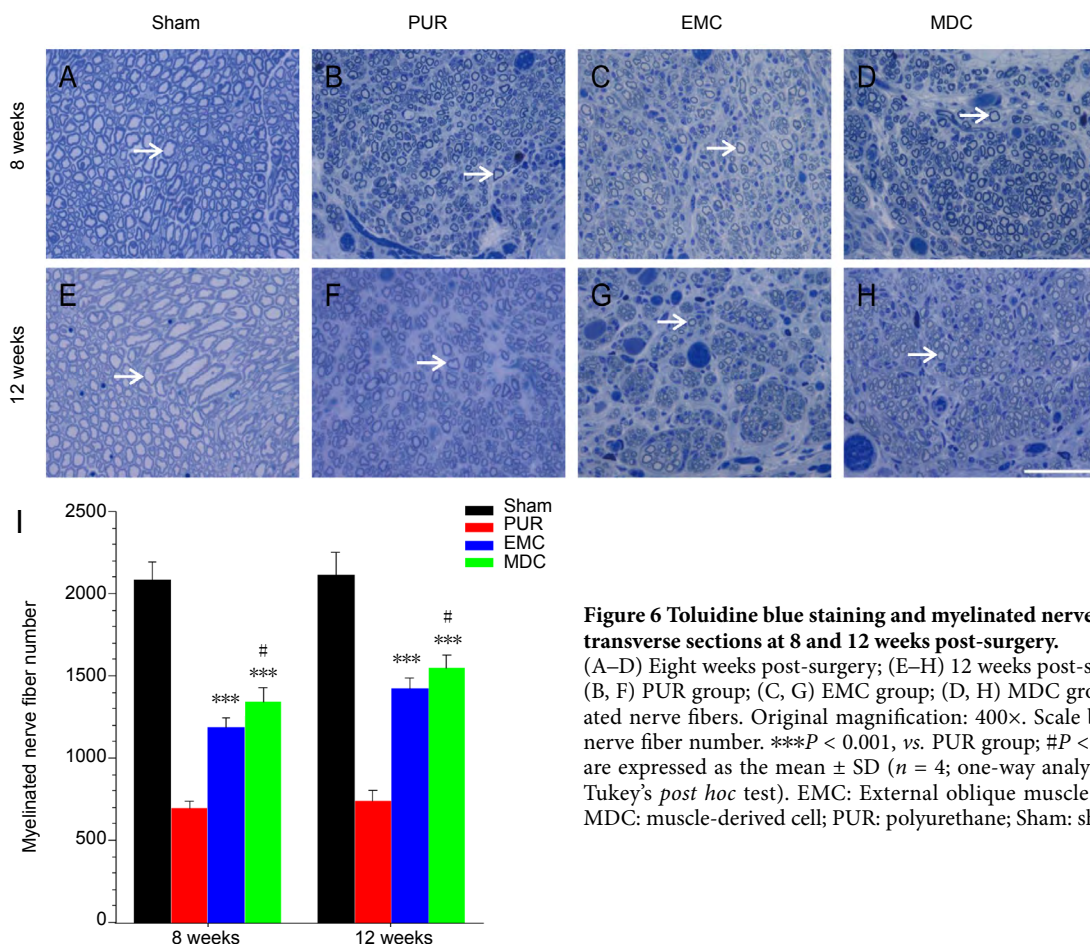 Sham PUR EMC MDC
8 weeks
A B C D
12 weeks
E F G H
I
Myelinated nerve fiber number
2500
2000
1500
1000
500
0
Sham
PUR
EMC
MDC
*** # ***
*** # ***
8 weeks 12 weeks
Figure 6 Toluidine blue staining and myelinated nerve
transverse sections at 8 and 12 weeks post-surgery.
(A–D) Eight weeks post-surgery; (E–H) 12 weeks post-s
(B, F) PUR group; (C, G) EMC group; (D, H) MDC gro
ated nerve fibers. Original magnification: 400×. Scale b
nerve fiber number. ***P < 0.001, vs. PUR group; #P <
are expressed as the mean ± SD (n = 4; one-way analy
Tukey's post hoc test). EMC: External oblique muscle
MDC: muscle-derived cell; PUR: polyurethane; Sham: sh